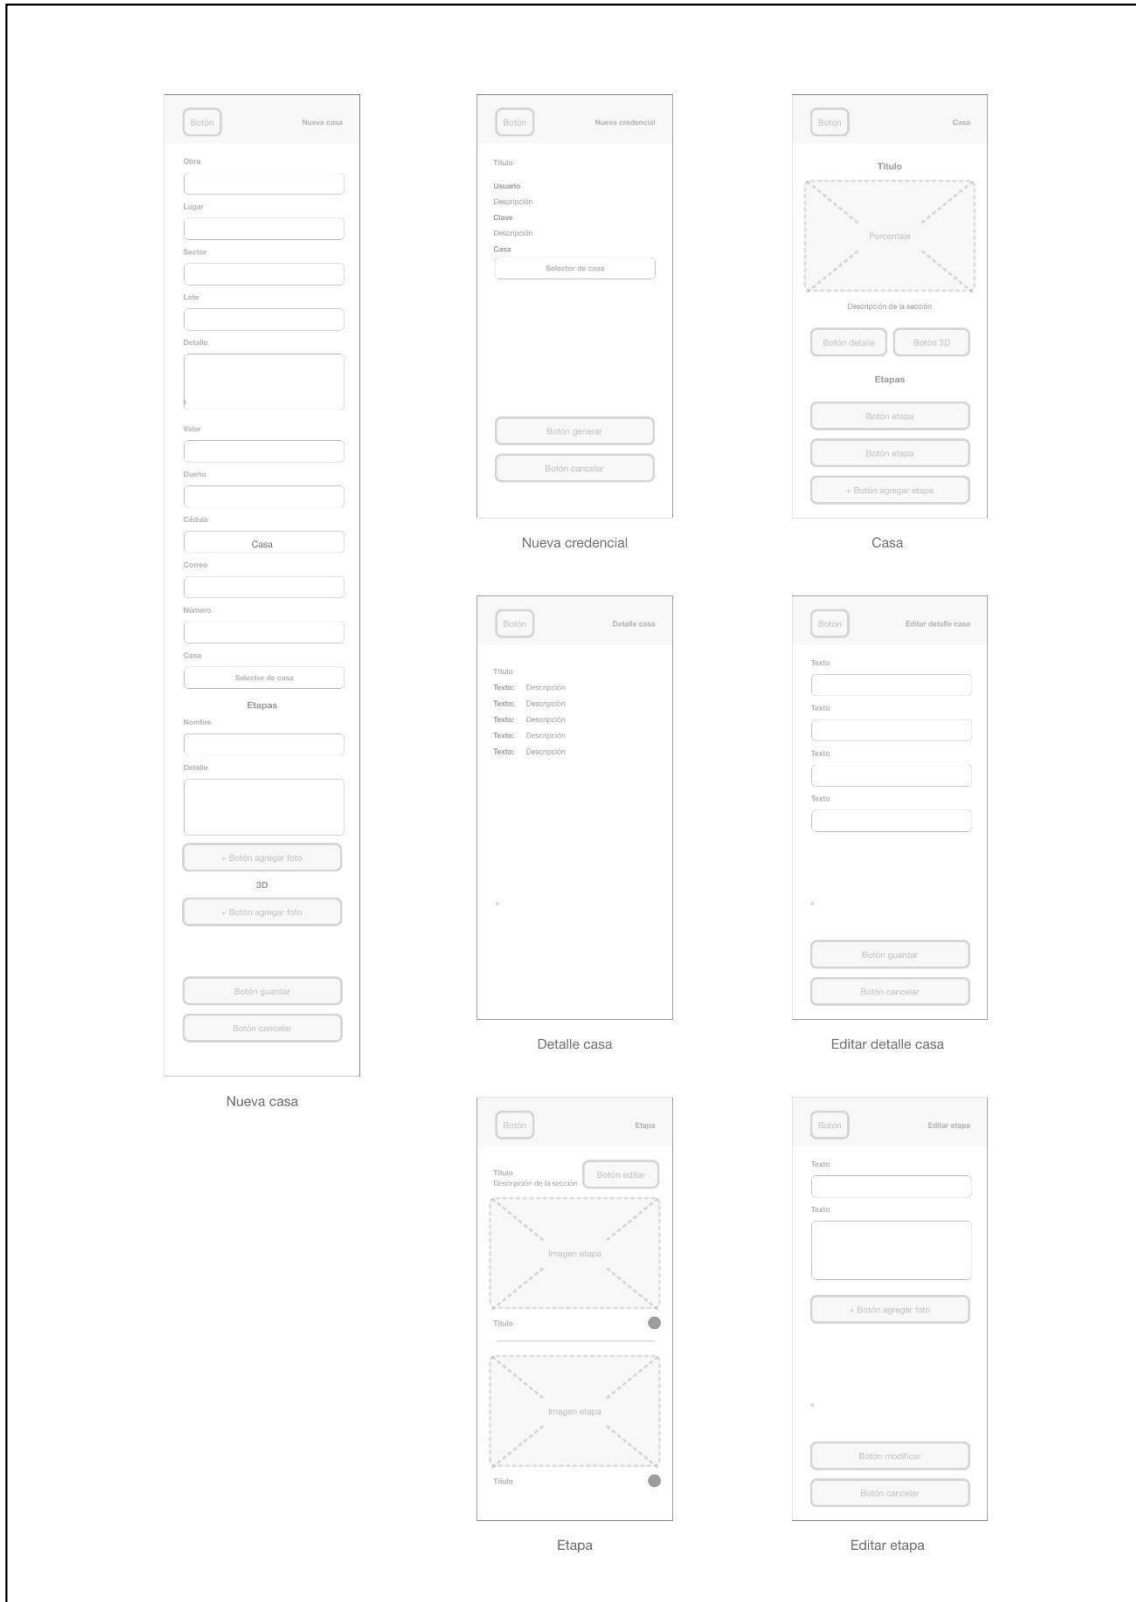 Botón Nueva casa
Obra
Lugar
Sector
Lote
Detalle
Valor
Dueño
Cédula
Casa
Correo
Número
Casa
Selector de casa
Etapas
Nombre
Detalle
+ Botón agregar foto
3D
+ Botón agregar foto
Botón guardar
Botón cancelar
Nueva casa
Botón Nueva credencial
Titulo
Usuario
Descripción
Clave
Descripción
Casa
Selector de casa
Botón generar
Botón cancelar
Nueva credencial
Botón Casa
Titulo
Porcentaje
Descripción de la sección
Botón detalle Botón 3D
Etapas
Botón etapa
Botón etapa
+ Botón agregar etapa
Casa
Botón Detalle casa
Titulo
Texto: Descripción
Texto: Descripción
Texto: Descripción
Texto: Descripción
Texto: Descripción
Detalle casa
Botón Editar detalle casa
Texto
Texto
Texto
Texto
Botón guardar
Botón cancelar
Editar detalle casa
Botón Etapa
Titulo
Descripción de la sección
Botón editar
Imagen etapa
Titulo
Imagen etapa
Titulo
Etapa
Botón Editar etapa
Texto
Texto
+ Botón agregar foto
Botón modificar
Botón cancelar
Editar etapa